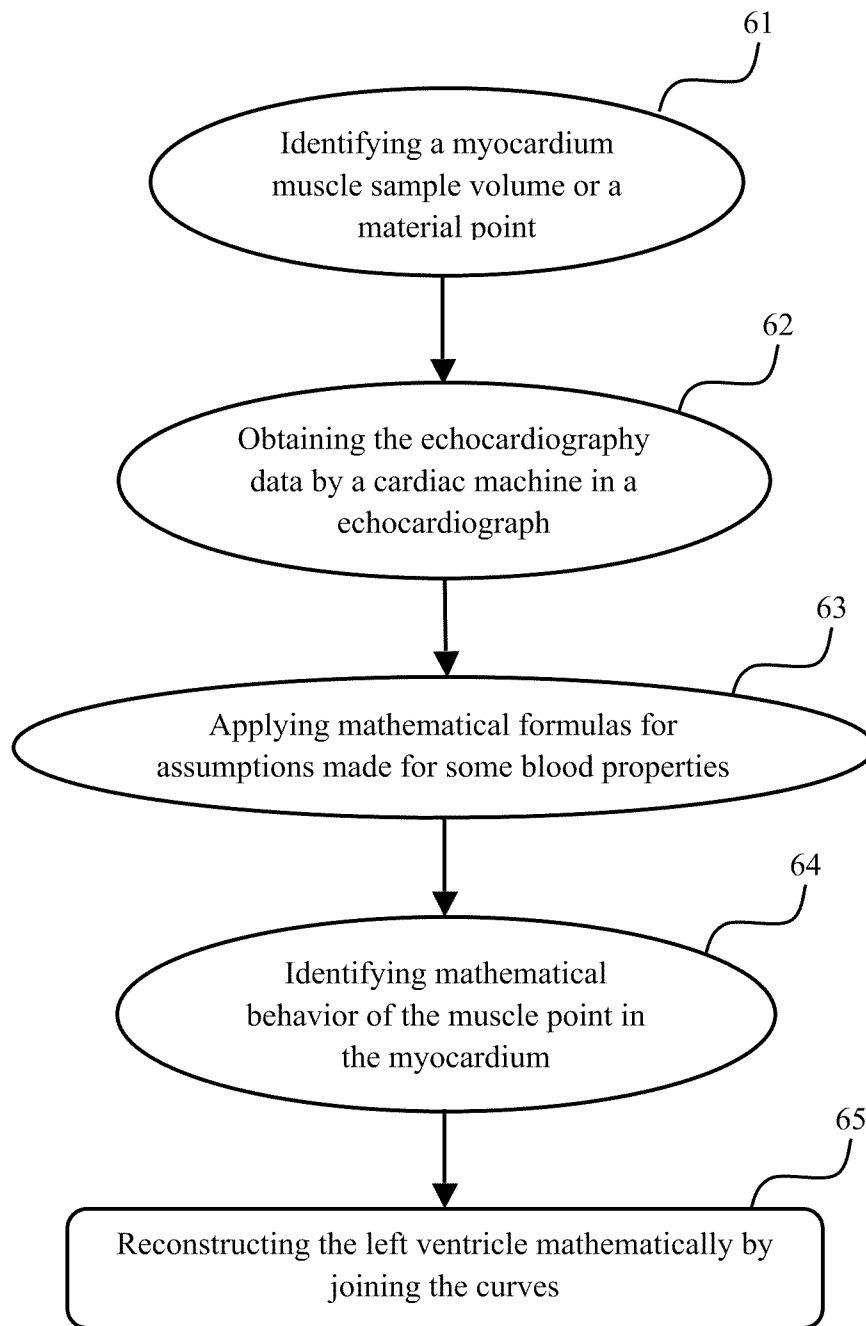 61
Identifying a myocardium
muscle sample volume or a
material point
62
Obtaining the echocardiography
data by a cardiac machine in a
echocardiograph
63
Applying mathematical formulas for
assumptions made for some blood properties
64
Identifying mathematical
behavior of the muscle point in
the myocardium
65
Reconstructing the left ventricle mathematically by
joining the curves